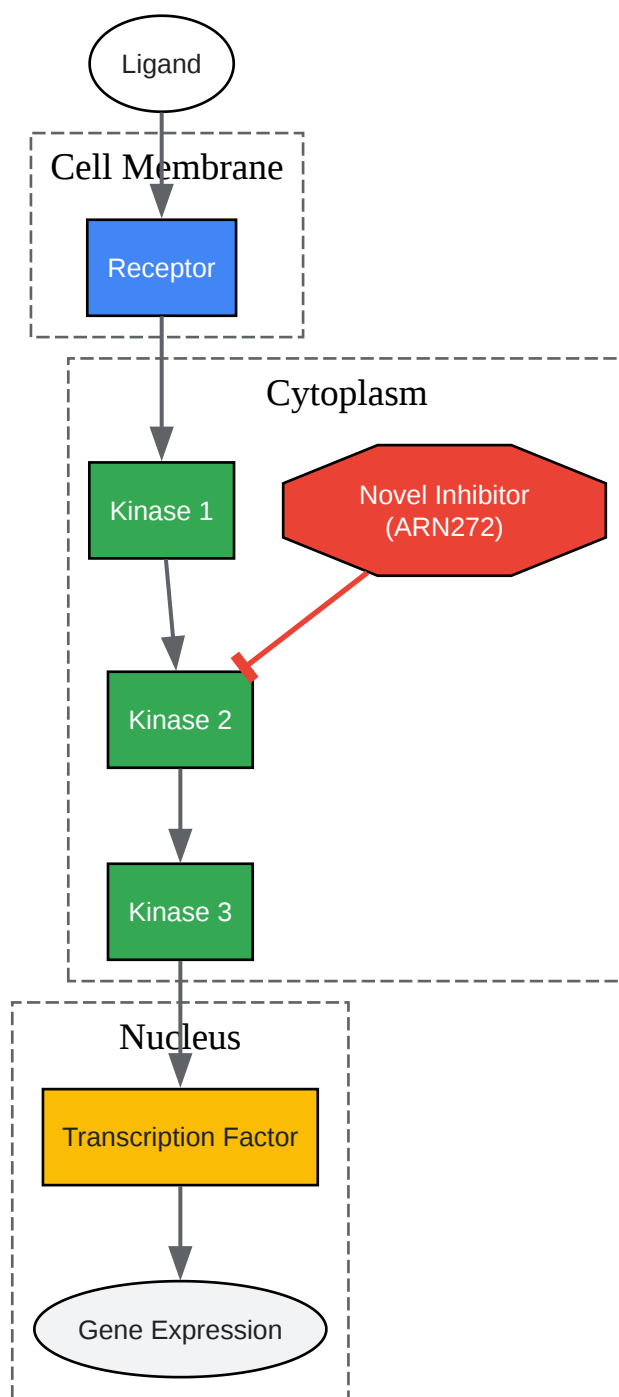 Ligand
Cell Membrane
Receptor
Cytoplasm
Kinase 1
Novel Inhibitor
(ARN272)
Kinase 2
Kinase 3
Nucleus
Transcription Factor
Gene Expression